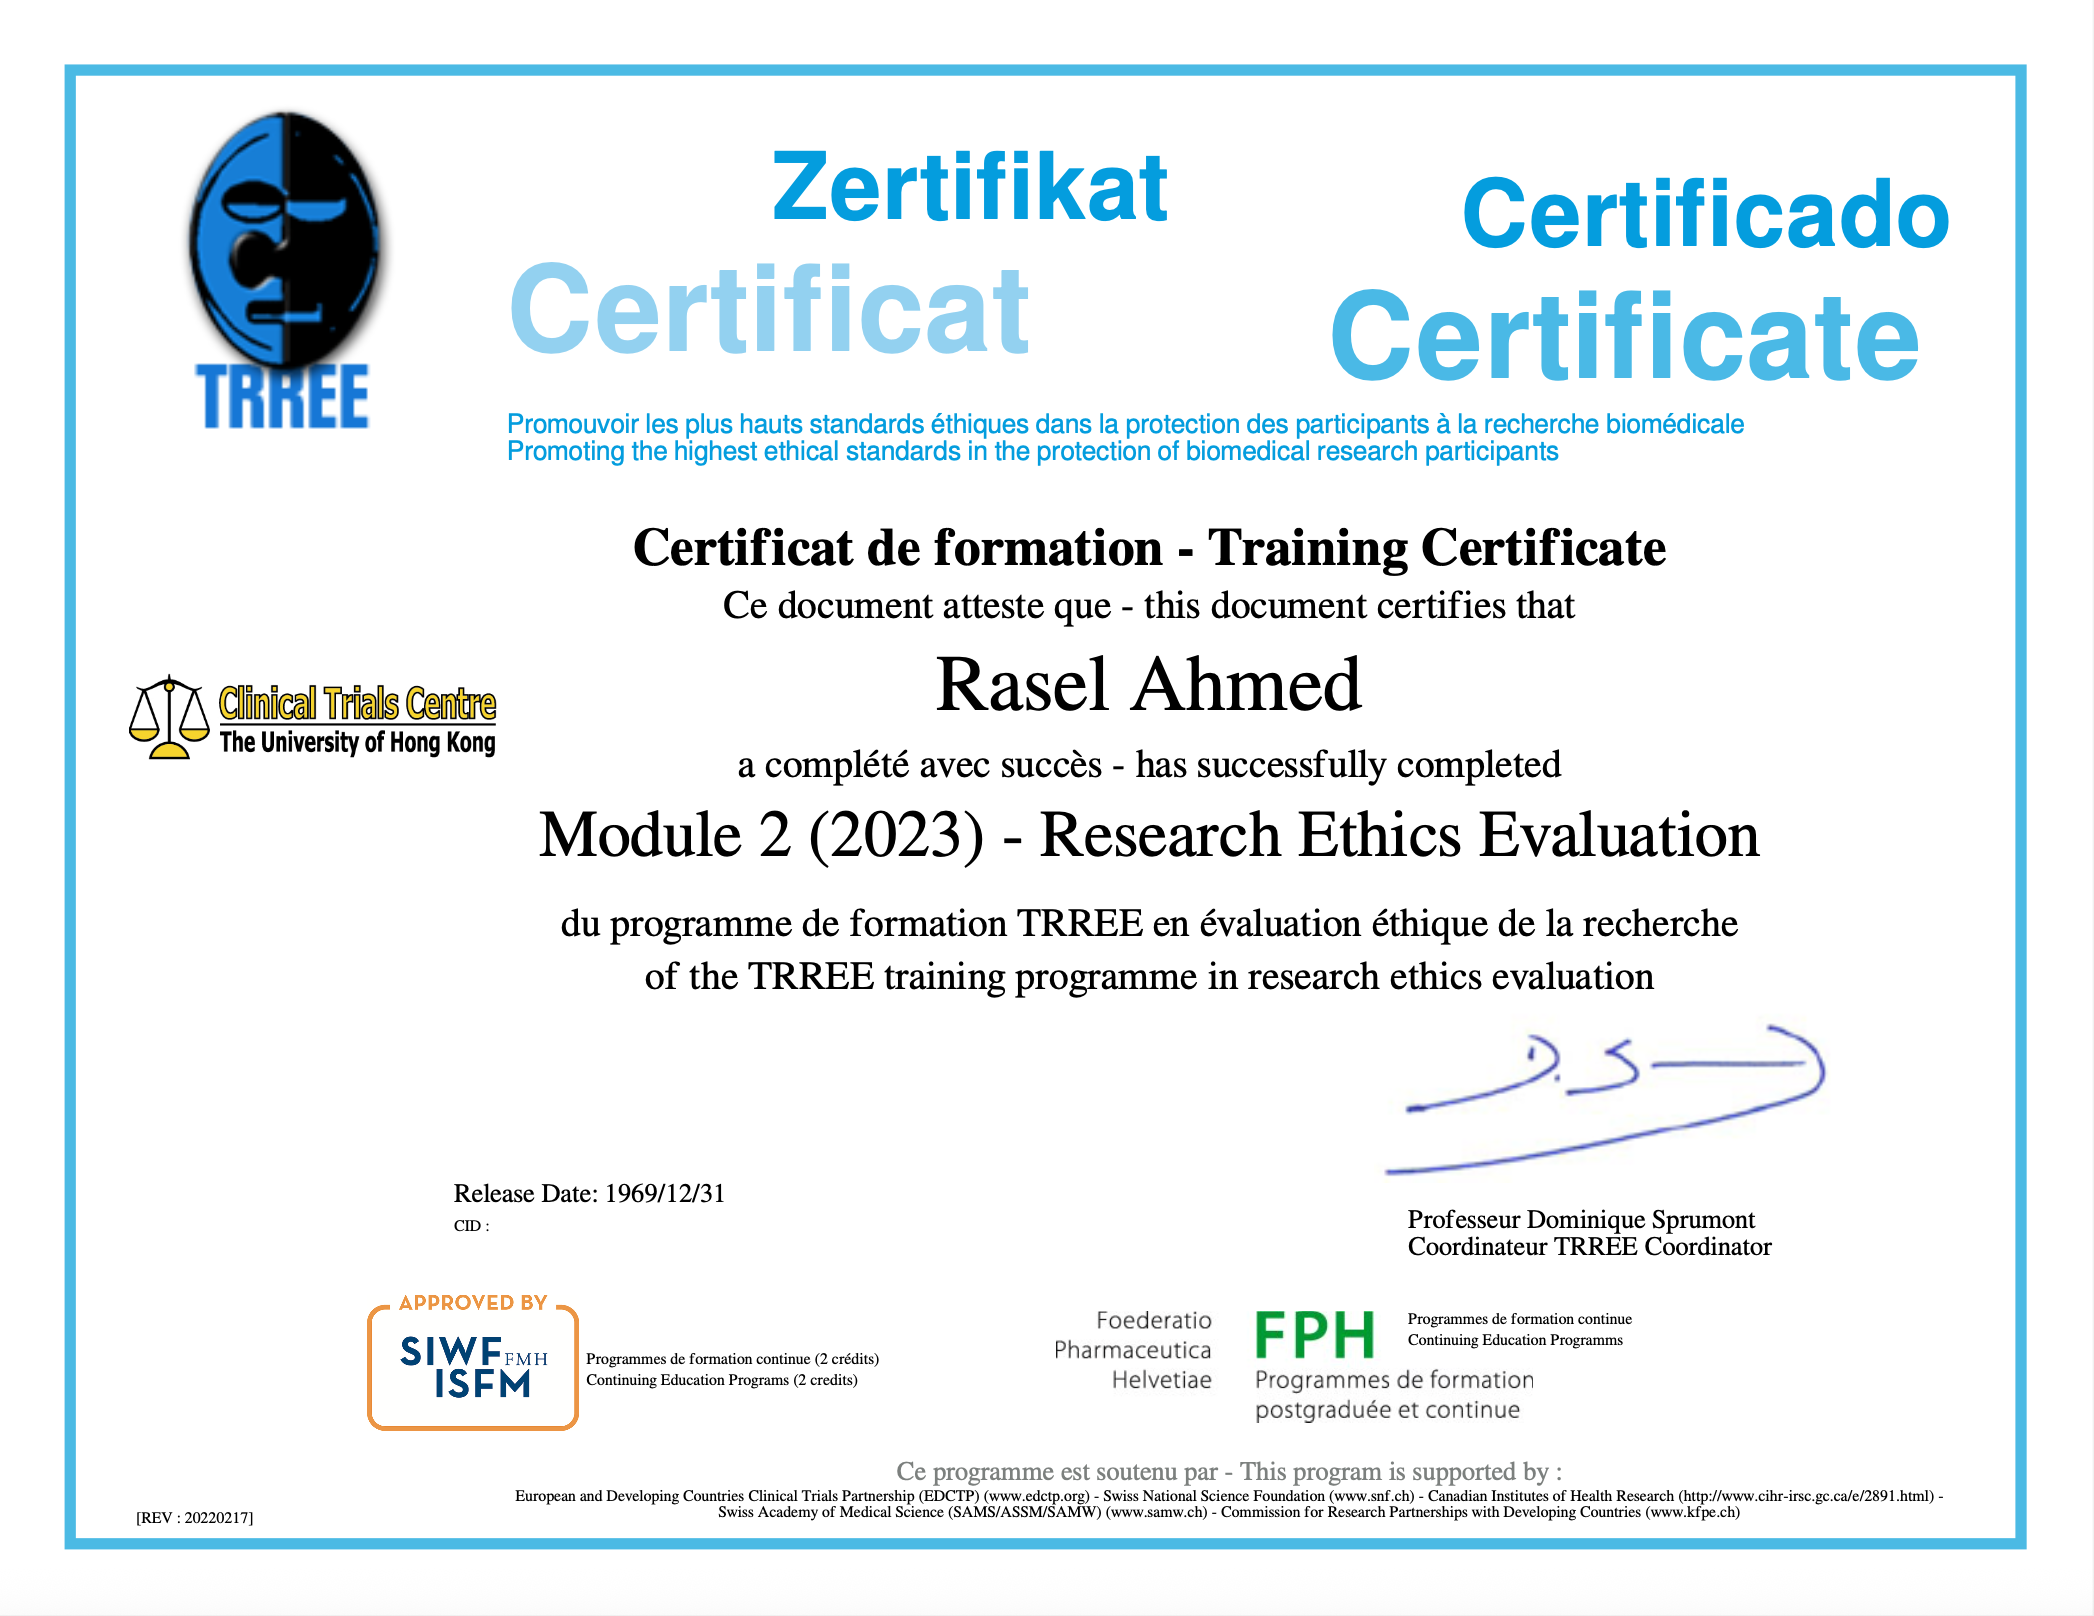 Zertifikat
Certificado
Certificat
Certificate
TRREE
Promouvoir les plus hauts standards éthiques dans la protection des participants à la recherche biomédicale
Promoting the highest ethical standards in the protection of biomedical research participants
Certificat de formation - Training Certificate
Ce document atteste que - this document certifies that
Rasel Ahmed
Clinical Trials Centre
The University of Hong Kong
a complété avec succès - has successfully completed
Module 2 (2023) - Research Ethics Evaluation
du programme de formation TRREE en évaluation éthique de la recherche
of the TRREE training programme in research ethics evaluation
D.S
Release Date: 1969/12/31
CID :
Professeur Dominique Sprumont
Coordinateur TRREE Coordinator
APPROVED BY
SIWF FMH
ISFM
Programmes de formation continue (2 crédits)
Continuing Education Programs (2 credits)
Foederatio
Pharmaceutica
Helvetiae
FPH
Programmes de formation
postgraduée et continue
Programmes de formation continue
Continuing Education Programms
Ce programme est soutenu par - This program is supported by :
European and Developing Countries Clinical Trials Partnership (EDCTP) (www.edctp.org) - Swiss National Science Foundation (www.snf.ch) - Canadian Institutes of Health Research (http://www.cihr-irsc.gc.ca/e/2891.html) -
Swiss Academy of Medical Science (SAMS/ASSM/SAMW) (www.samw.ch) - Commission for Research Partnerships with Developing Countries (www.kfpe.ch)
[REV : 20220217]